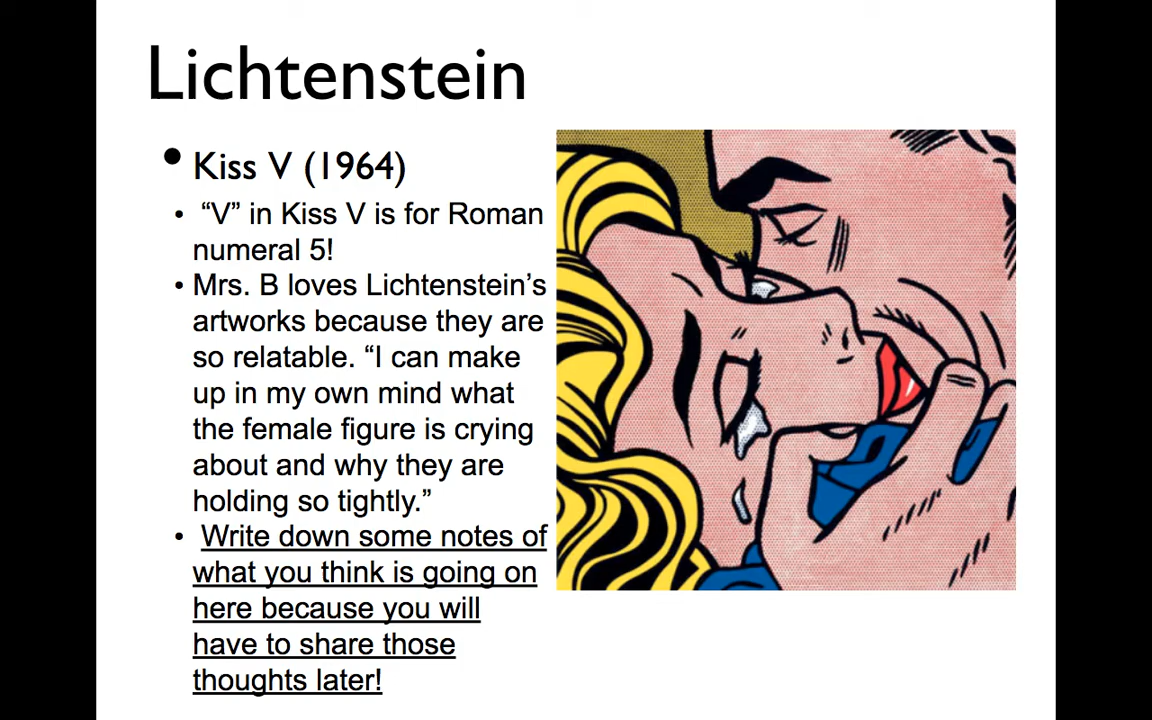 Lichtenstein
• Kiss V (1964)
• “V” in Kiss V is for Roman
numeral 5!
• Mrs. B loves Lichtenstein’s
artworks because they are
so relatable. “I can make
up in my own mind what
the female figure is crying
about and why they are
holding so tightly.”
• Write down some notes of
what you think is going on
here because you will
have to share those
thoughts later!